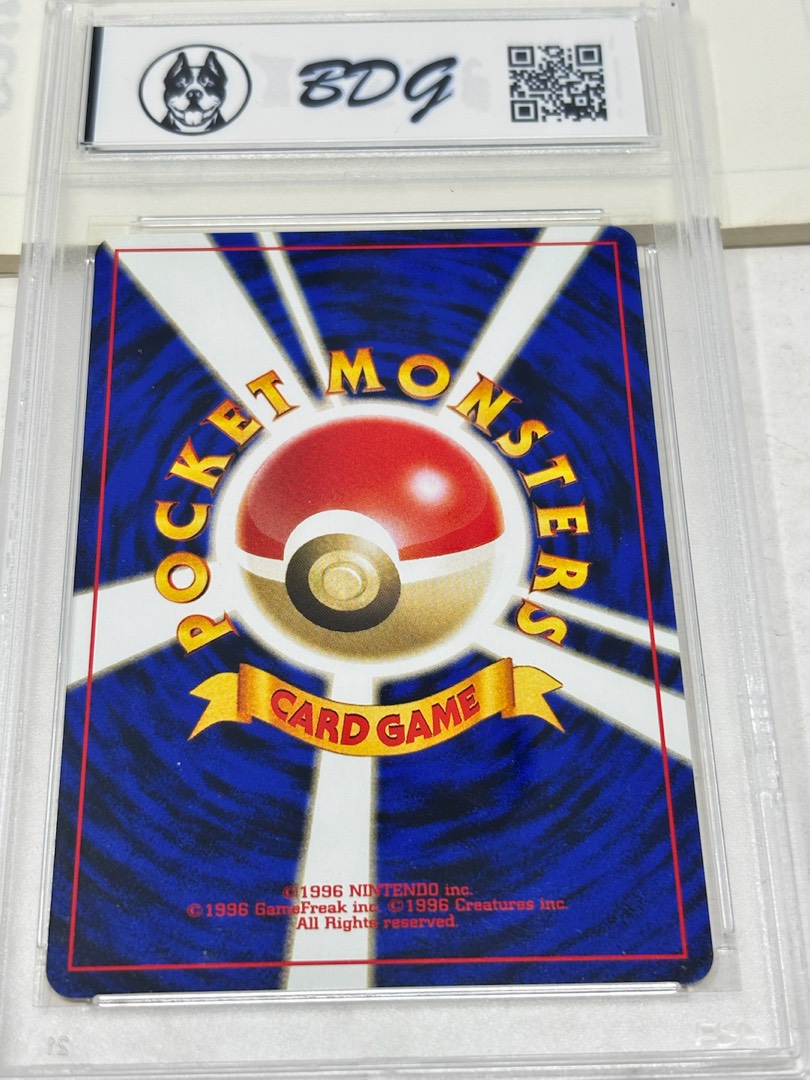 BDG
POCKET MONSTERS
CARD GAME
©1996 NINTENDO inc.
©1996 GameFreak inc. ©1996 Creatures inc.
All Rights reserved.